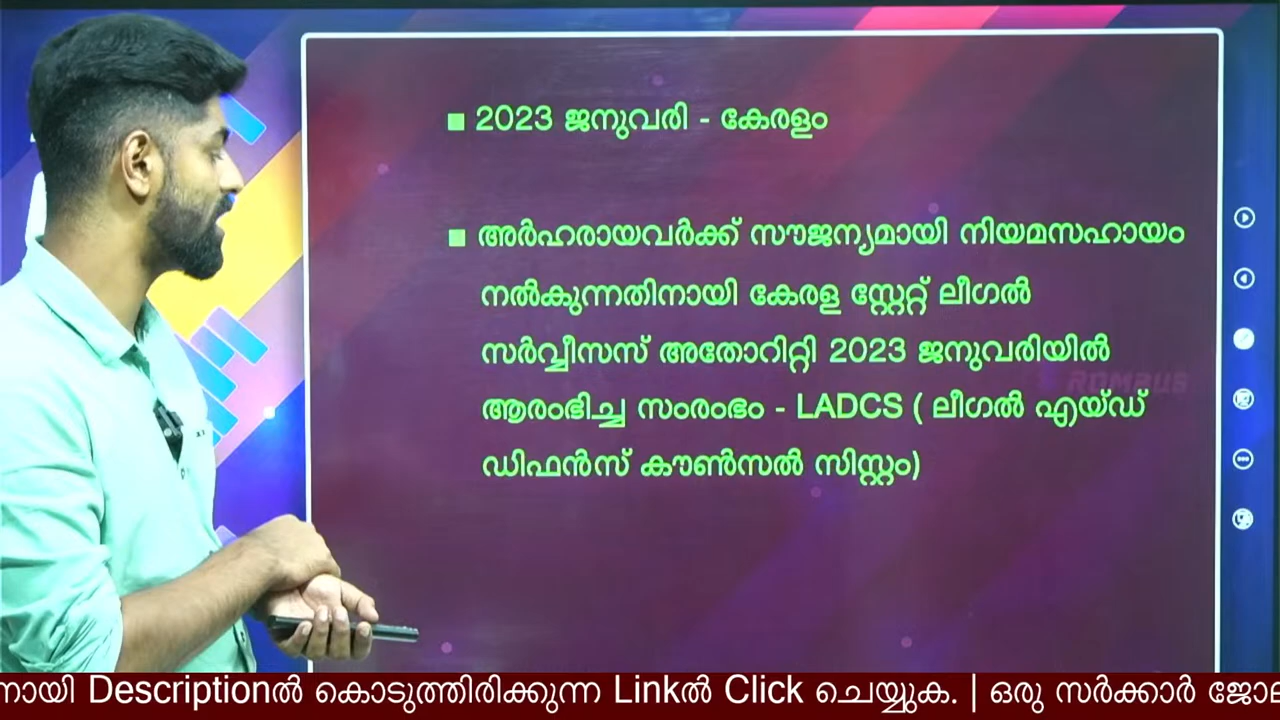 2023 ജനുവരി - കേരളം
അർഹരായവർക്ക് സൗജന്യമായി നിയമസഹായം
നൽകുന്നതിനായി കേരള സ്റ്റേറ്റ് ലീഗൽ
സർവ്വീസസ് അതോറിറ്റി 2023 ജനുവരിയിൽ
ആരംഭിച്ച സംരംഭം - LADCS ( ലീഗൽ എയ്ഡ്
ഡിഫൻസ് കൗൺസൽ സിസ്റ്റം)
നായി Descriptionൽ കൊടുത്തിരിക്കുന്ന Linkൽ Click ചെയ്യുക. | ഒരു സർക്കാർ